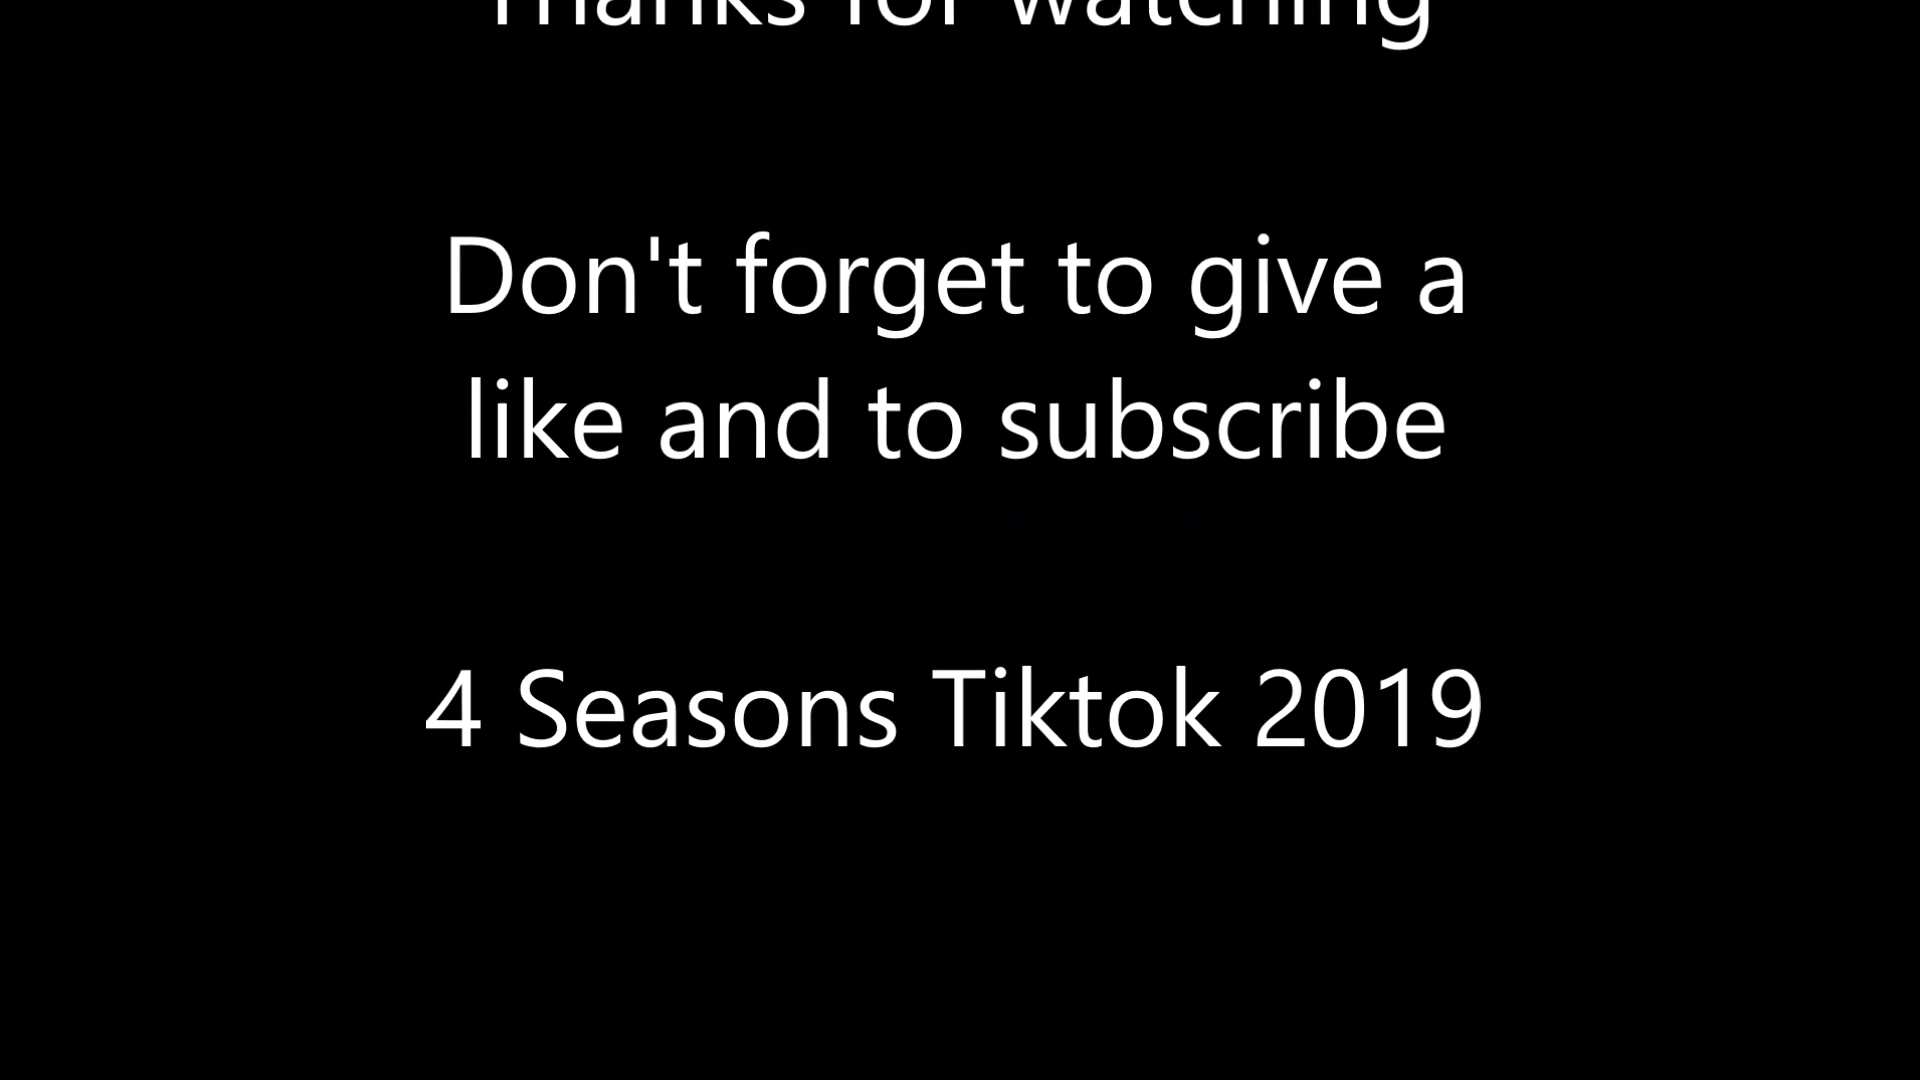 Thanks for watching
Don't forget to give a
like and to subscribe
4 Seasons Tiktok 2019